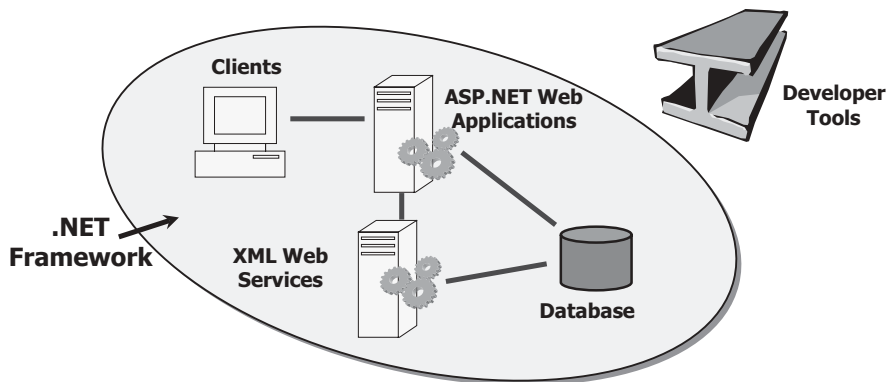 Clients
ASP.NET Web
Applications
Developer
Tools
.NET
Framework
XML Web
Services
Database